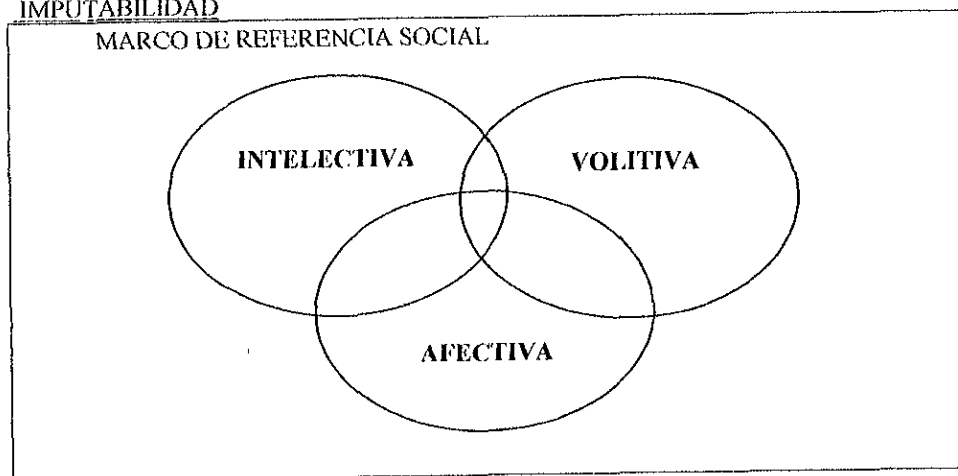 IMPUTABILIDAD
MARCO DE REFERENCIA SOCIAL
INTELECTIVA
VOLITIVA
AFECTIVA